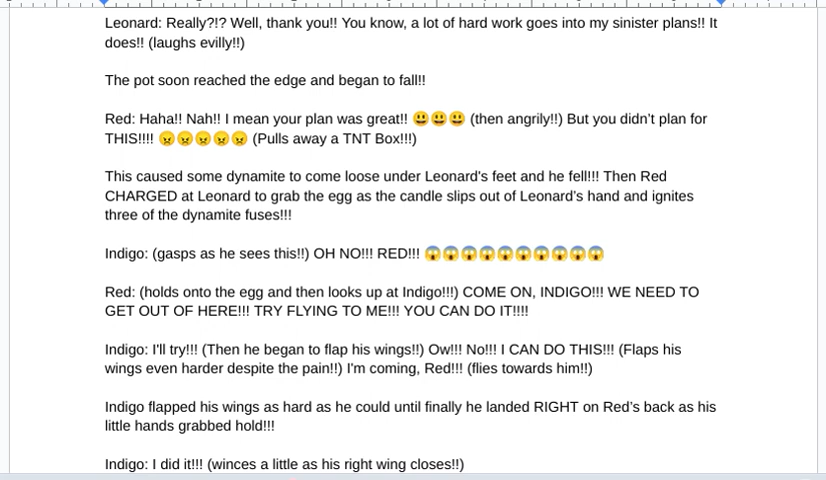 Leonard: Really?!? Well, thank you!! You know, a lot of hard work goes into my sinister plans!! It
does!! (laughs evilly!!)
The pot soon reached the edge and began to fall!!
Red: Haha!! Nah!! I mean your plan was great!! 😃😃😃 (then angrily!!) But you didn’t plan for
THIS!!!! 😠😠😠😠😠 (Pulls away a TNT Box!!!)
This caused some dynamite to come loose under Leonard's feet and he fell!!! Then Red
CHARGED at Leonard to grab the egg as the candle slips out of Leonard’s hand and ignites
three of the dynamite fuses!!!
Indigo: (gasps as he sees this!!) OH NO!!! RED!!! 😱😱😱😱😱😱😱😱😱😱
Red: (holds onto the egg and then looks up at Indigo!!!) COME ON, INDIGO!!! WE NEED TO
GET OUT OF HERE!!! TRY FLYING TO ME!!! YOU CAN DO IT!!!!
Indigo: I'll try!!! (Then he began to flap his wings!!) Ow!!! No!!! I CAN DO THIS!!! (Flaps his
wings even harder despite the pain!!) I'm coming, Red!!! (flies towards him!!)
Indigo flapped his wings as hard as he could until finally he landed RIGHT on Red’s back as his
little hands grabbed hold!!!
Indigo: I did it!!! (winces a little as his right wing closes!!)